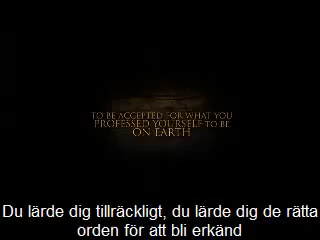 TO BE ACCEPTED FOR WHAT YOU
PROFESSED YOURSELF TO BE
ON EARTH
Du lärde dig tillräckligt, du lärde dig de rätta
orden för att bli erkänd